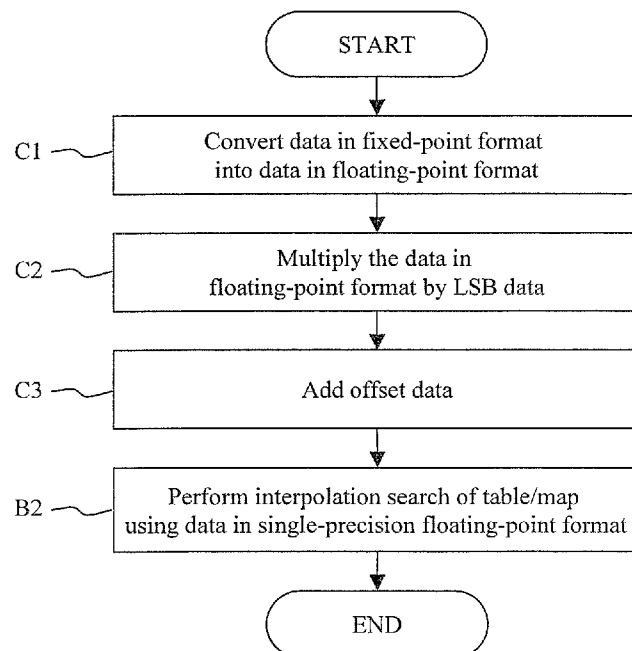 START
C1
Convert data in fixed-point format
into data in floating-point format
C2
Multiply the data in
floating-point format by LSB data
C3
Add offset data
B2
Perform interpolation search of table/map
using data in single-precision floating-point format
END